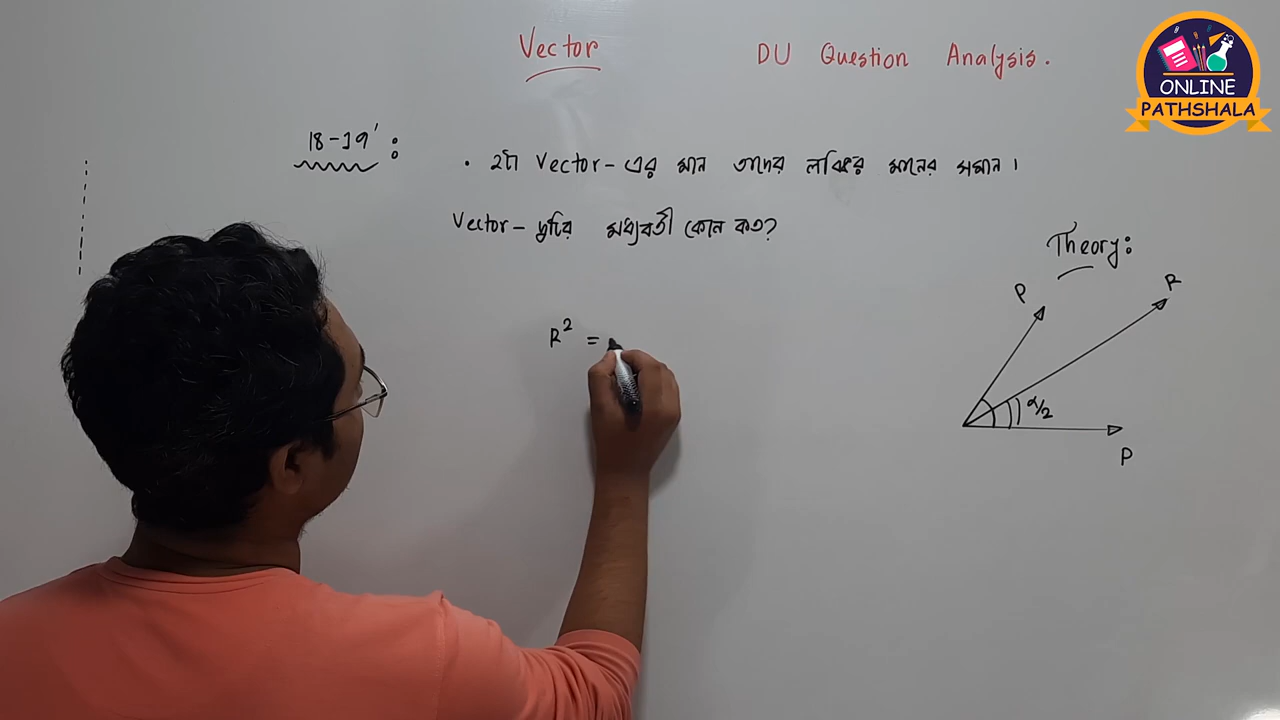 Vector
DU Question Analysis.
ONLINE
PATHSHALA
18-19' :
• ২টা Vector-এর মান তাদের লব্ধির মানের সমান।
Vector- দুটির মধ্যবর্তী কোন কত?
Theory:
P
R
α/2
P
R² =